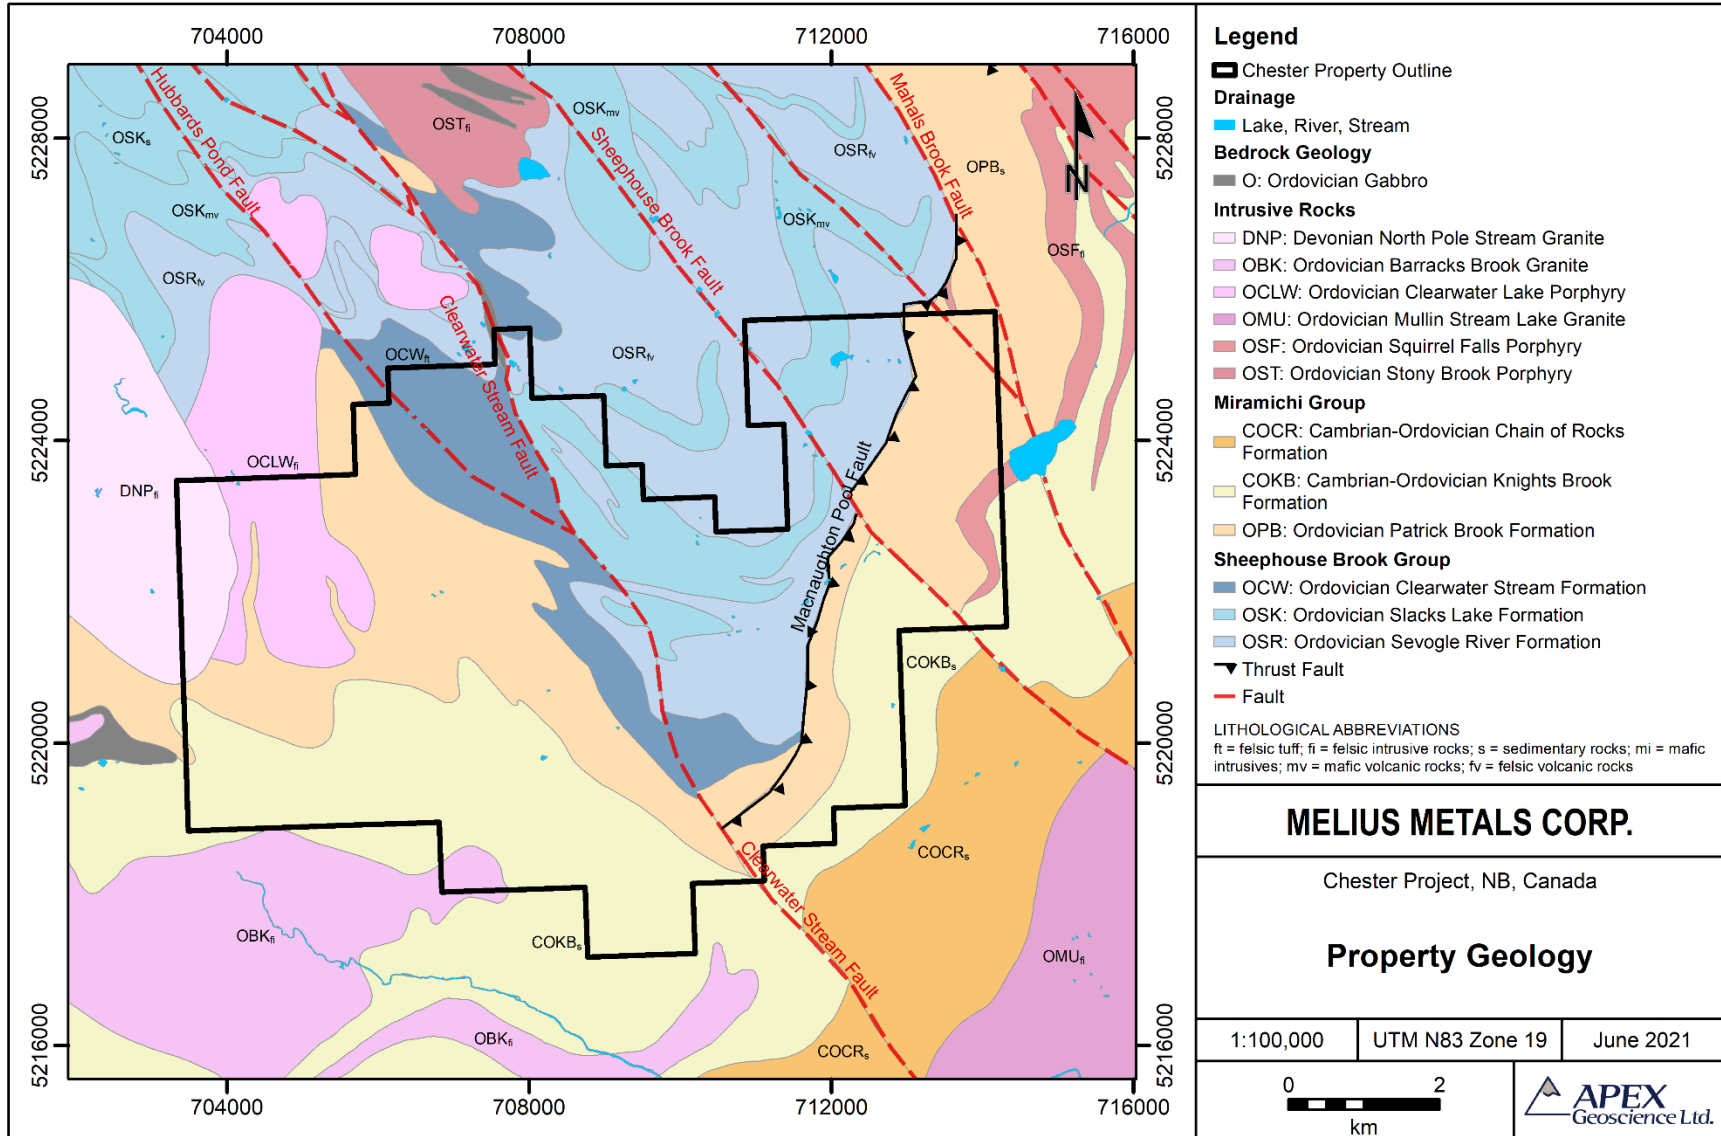 704000
708000
712000
716000
5228000
5224000
5220000
5216000
5228000
5224000
5220000
5216000
704000
708000
712000
716000
Hubbards Pond Fault
OSKs
OSTfi
OSKmv
Sheephouse Brook Fault
OSRfv
Mahals Brook Fault
OPBs
N
OSKmv
OSKmv
OSFfi
OSRfv
Clearwater Stream Fault
OCWft
OSRfv
OCLWfi
DNPfi
Macnaughton Pool Fault
COKBs
Clearwater Stream Fault
COCRs
OBKfi
COKBs
OMUfi
OBKfi
COCRs
Legend
Chester Property Outline
Drainage
Lake, River, Stream
Bedrock Geology
O: Ordovician Gabbro
Intrusive Rocks
DNP: Devonian North Pole Stream Granite
OBK: Ordovician Barracks Brook Granite
OCLW: Ordovician Clearwater Lake Porphyry
OMU: Ordovician Mullin Stream Lake Granite
OSF: Ordovician Squirrel Falls Porphyry
OST: Ordovician Stony Brook Porphyry
Miramichi Group
COCR: Cambrian-Ordovician Chain of Rocks
Formation
COKB: Cambrian-Ordovician Knights Brook
Formation
OPB: Ordovician Patrick Brook Formation
Sheephouse Brook Group
OCW: Ordovician Clearwater Stream Formation
OSK: Ordovician Slacks Lake Formation
OSR: Ordovician Sevogle River Formation
Thrust Fault
Fault
LITHOLOGICAL ABBREVIATIONS
ft = felsic tuff; fi = felsic intrusive rocks; s = sedimentary rocks; mi = mafic
intrusives; mv = mafic volcanic rocks; fv = felsic volcanic rocks
MELIUS METALS CORP.
Chester Project, NB, Canada
Property Geology
1:100,000
UTM N83 Zone 19
June 2021
0 2
km
APEX
Geoscience Ltd.